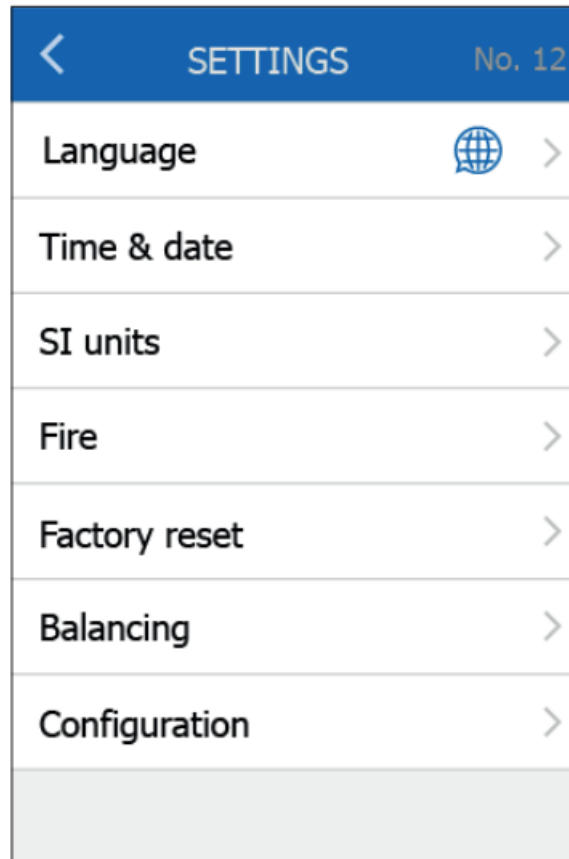 SETTINGS No. 12
Language
Time & date
SI units
Fire
Factory reset
Balancing
Configuration